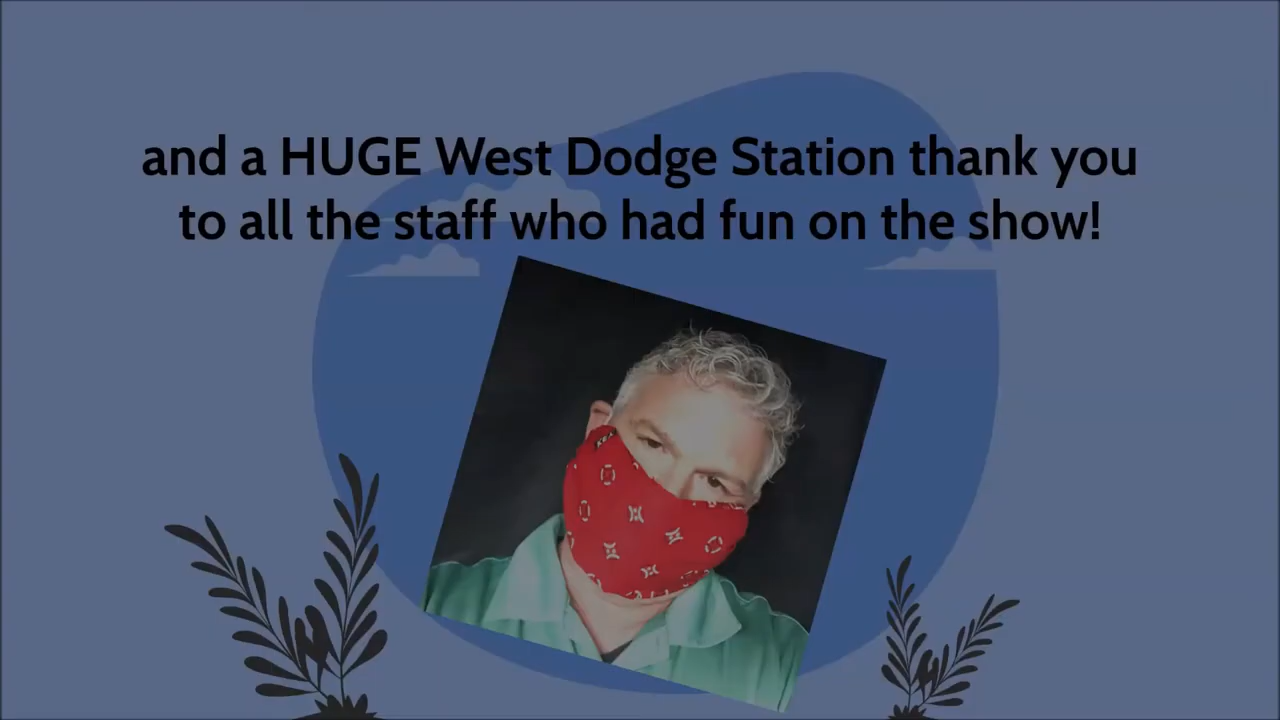 and a HUGE West Dodge Station thank you
to all the staff who had fun on the show!